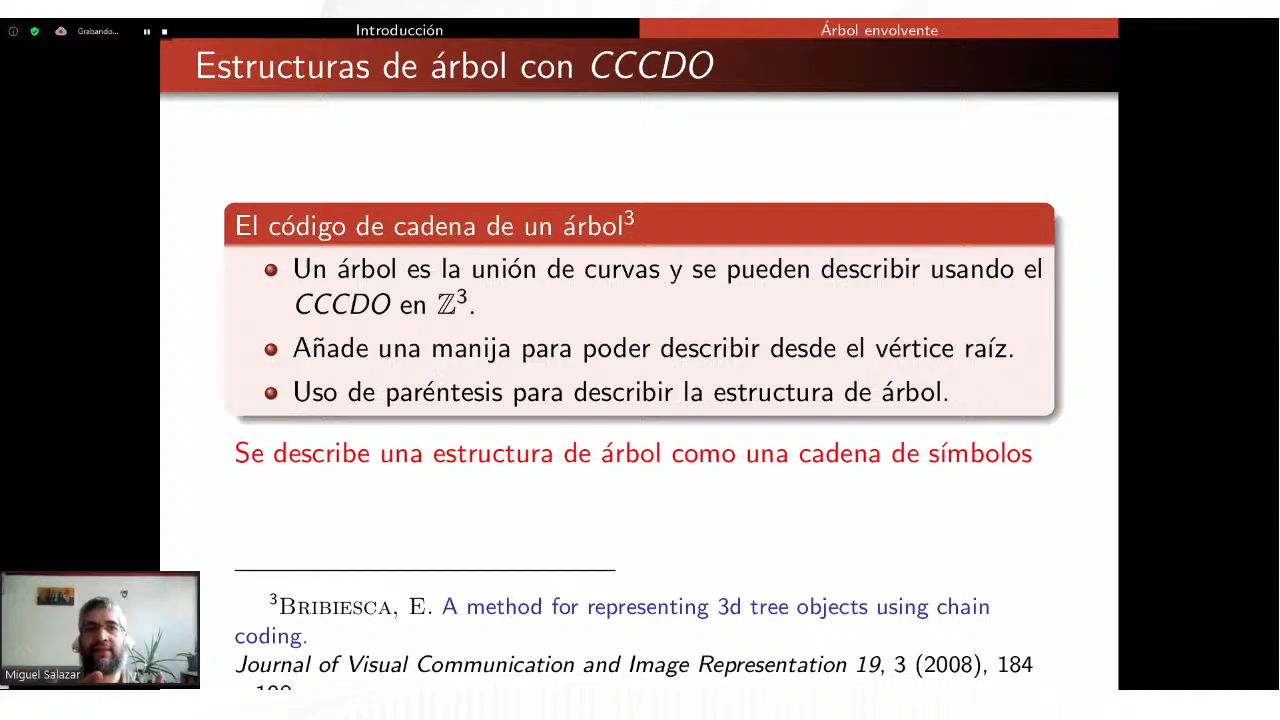 Grabando...
Introducción
Árbol envolvente
Estructuras de árbol con CCCDO
El código de cadena de un árbol³
Un árbol es la unión de curvas y se pueden describir usando el
CCCDO en ℤ³.
Añade una manija para poder describir desde el vértice raíz.
Uso de paréntesis para describir la estructura de árbol.
Se describe una estructura de árbol como una cadena de símbolos
³BRIBIESCA, E. A method for representing 3d tree objects using chain
coding.
Journal of Visual Communication and Image Representation 19, 3 (2008), 184
Miguel Salazar